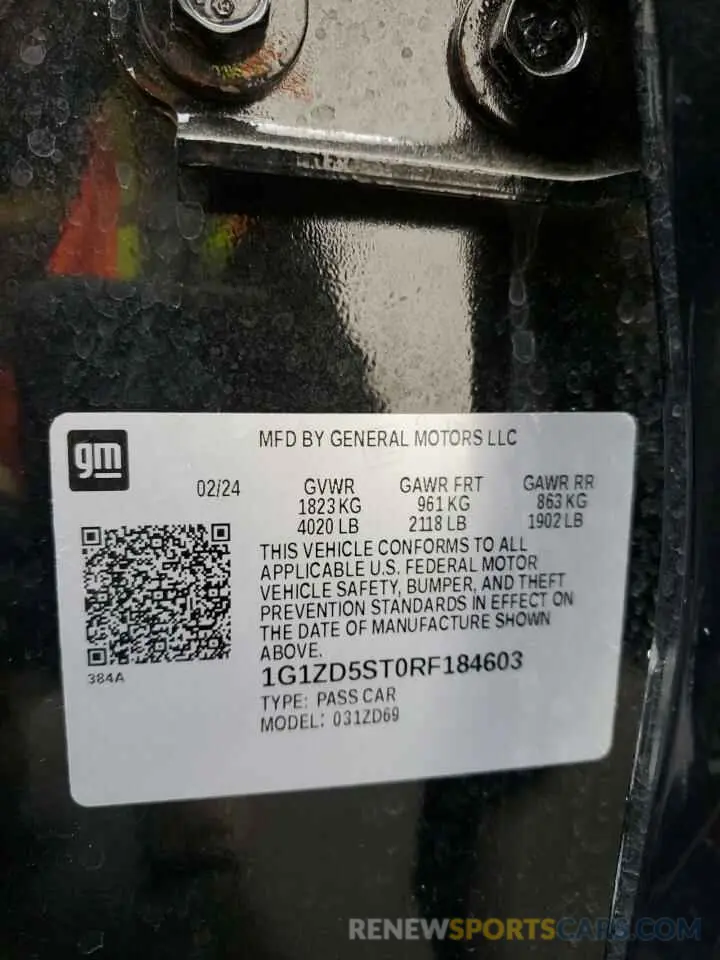 MFD BY GENERAL MOTORS LLC
gm
02/24 GVWR GAWR FRT GAWR RR
1823 KG 961 KG 863 KG
4020 LB 2118 LB 1902 LB
THIS VEHICLE CONFORMS TO ALL
APPLICABLE U.S. FEDERAL MOTOR
VEHICLE SAFETY, BUMPER, AND THEFT
PREVENTION STANDARDS IN EFFECT ON
THE DATE OF MANUFACTURE SHOWN
ABOVE.
384A
1G1ZD5ST0RF184603
TYPE: PASS CAR
MODEL: 031ZD69
RENEWSPORTSCARS.COM